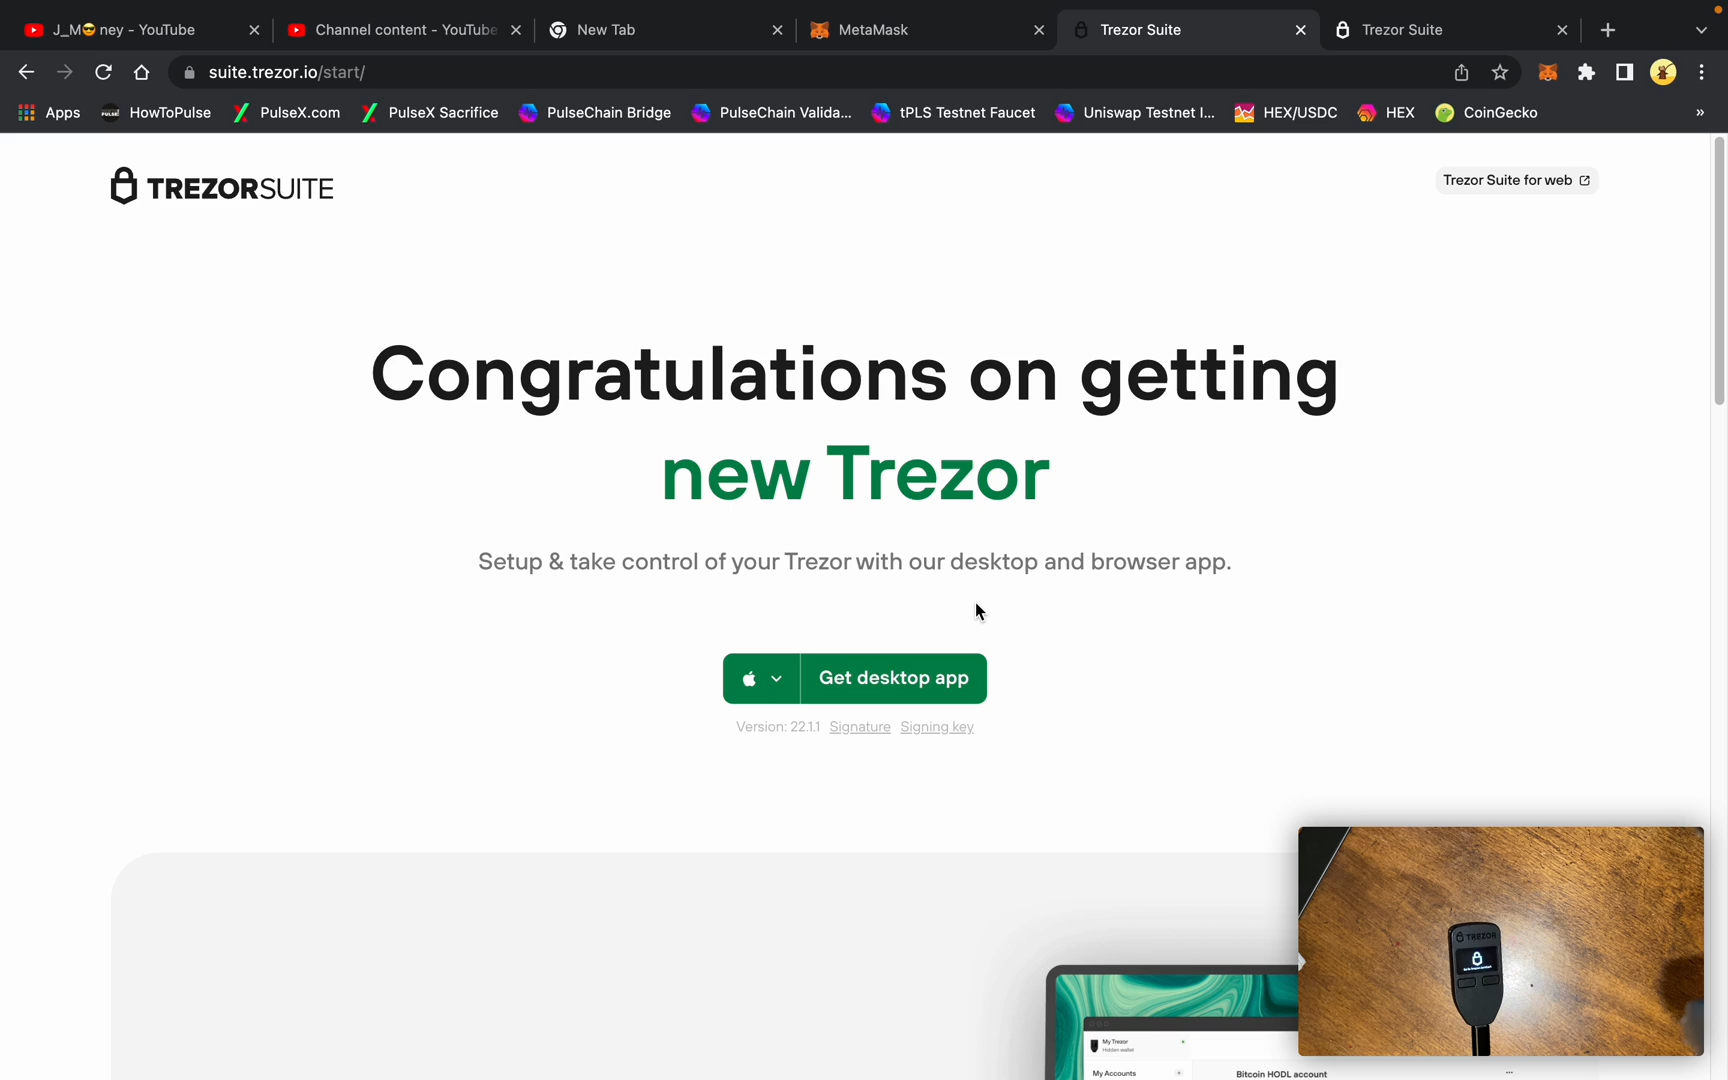 J_M😎ney - YouTube
Channel content - YouTube
New Tab
MetaMask
Trezor Suite
Trezor Suite
suite.trezor.io/start/
Apps
HowToPulse
PulseX.com
PulseX Sacrifice
PulseChain Bridge
PulseChain Valida...
tPLS Testnet Faucet
Uniswap Testnet I...
HEX/USDC
HEX
CoinGecko
»
TREZORSUITE
Trezor Suite for web
Congratulations on getting
new Trezor
Setup & take control of your Trezor with our desktop and browser app.
Get desktop app
Version: 22.1.1 Signature Signing key
My Trezor
Hidden wallet
My Accounts
Bitcoin HODL account
TREZOR